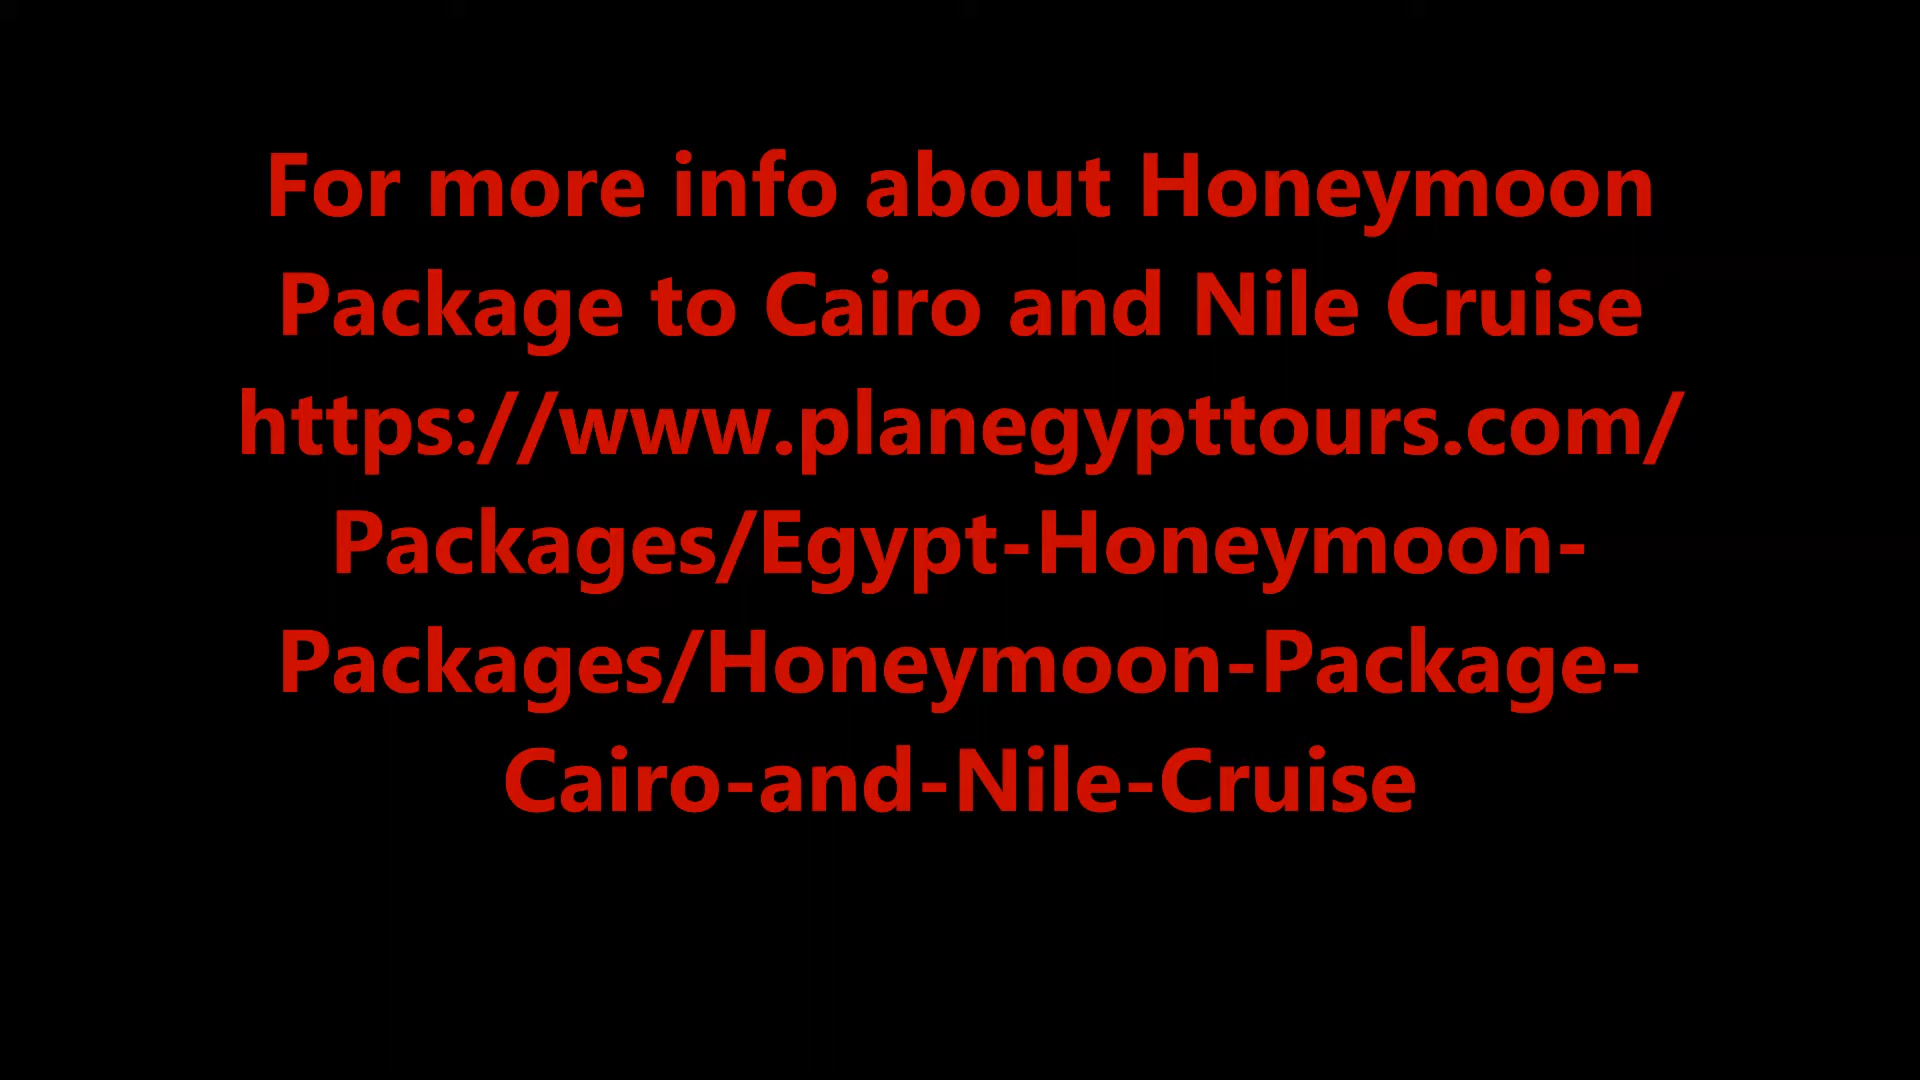 For more info about Honeymoon
Package to Cairo and Nile Cruise
https://www.planegypttours.com/
Packages/Egypt-Honeymoon-
Packages/Honeymoon-Package-
Cairo-and-Nile-Cruise